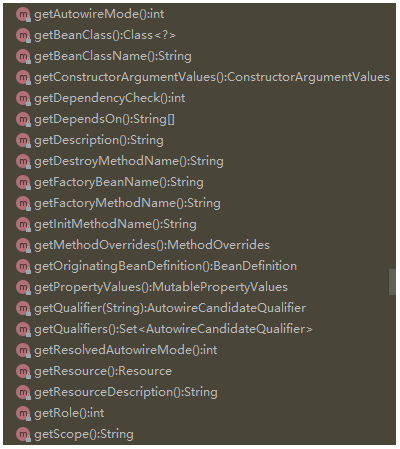 getAutowireMode():int
getBeanClass():Class<?>
getBeanClassName():String
getConstructorArgumentValues():ConstructorArgumentValues
getDependencyCheck():int
getDependsOn():String[]
getDescription():String
getDestroyMethodName():String
getFactoryBeanName():String
getFactoryMethodName():String
getInitMethodName():String
getMethodOverrides():MethodOverrides
getOriginatingBeanDefinition():BeanDefinition
getPropertyValues():MutablePropertyValues
getQualifier(String):AutowireCandidateQualifier
getQualifiers():Set<AutowireCandidateQualifier>
getResolvedAutowireMode():int
getResource():Resource
getResourceDescription():String
getRole():int
getScope():String